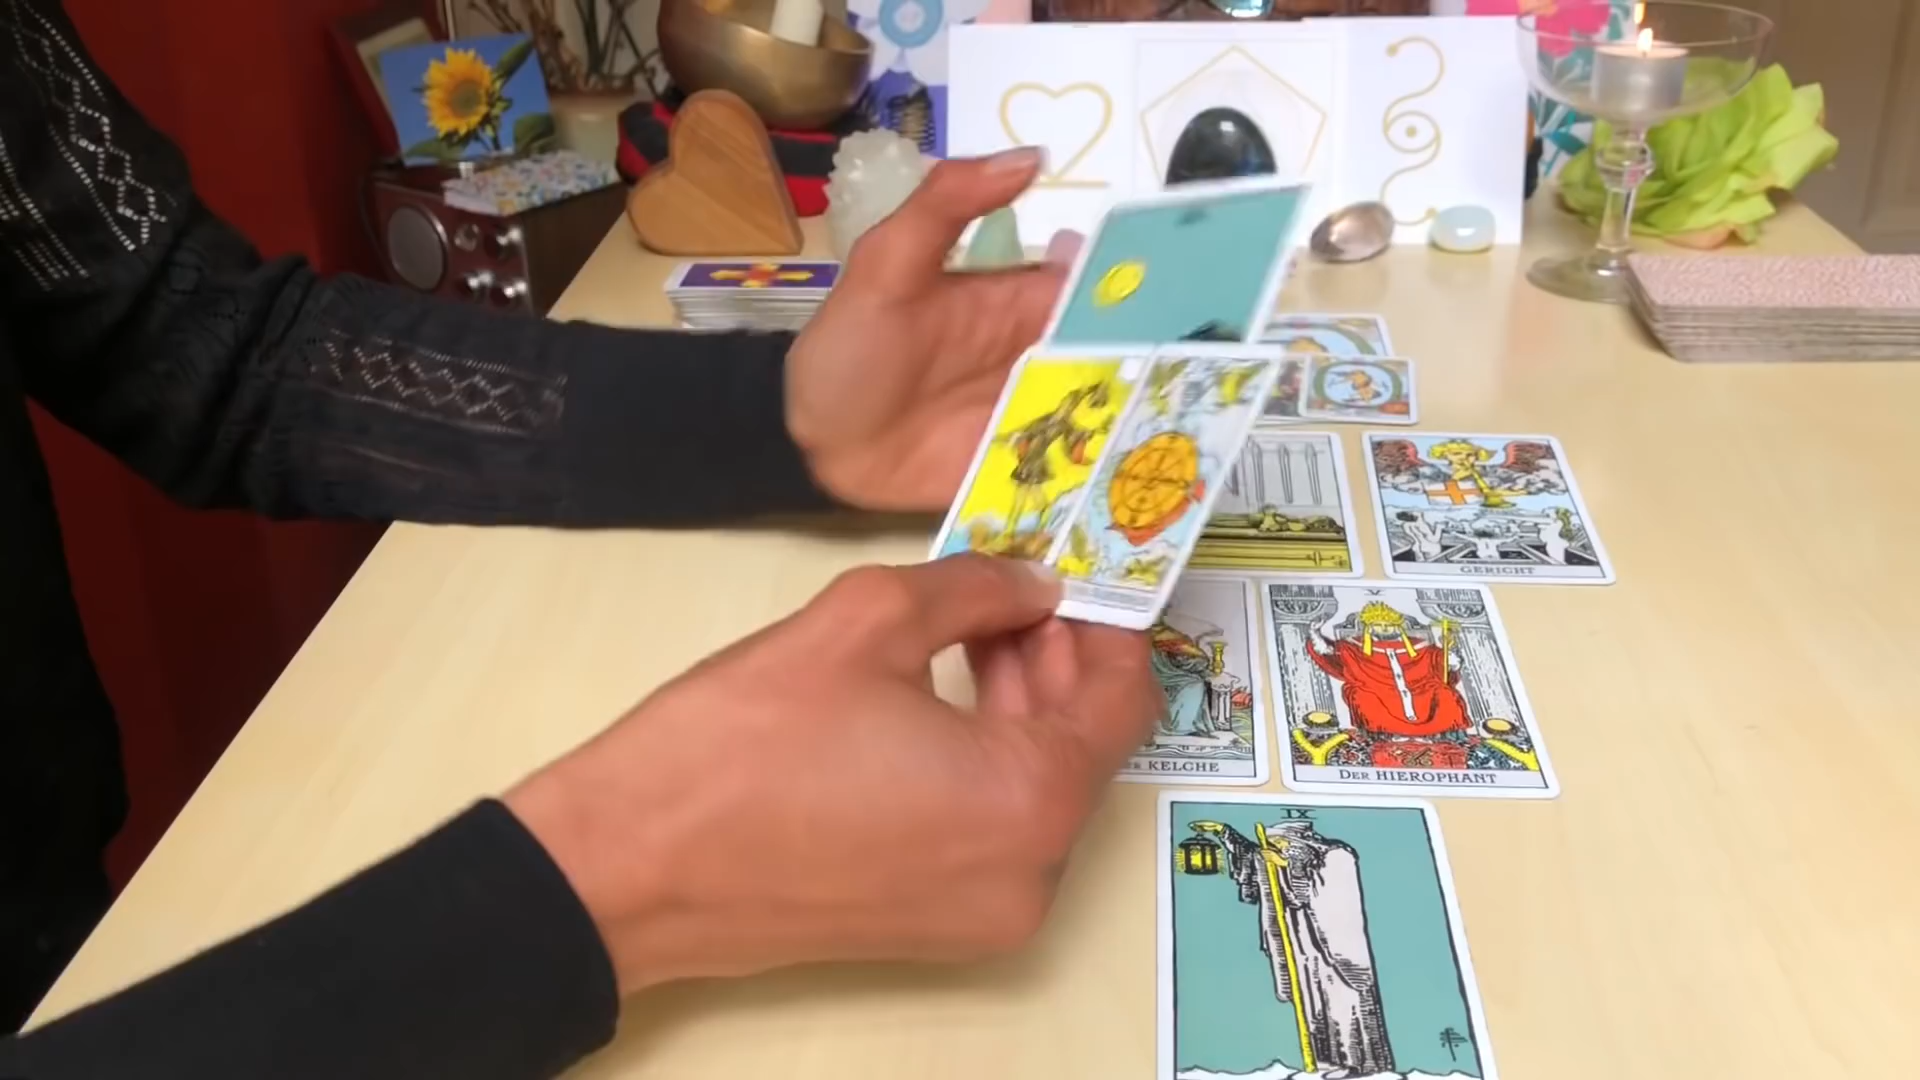 GERICHT
V
KELCHE
DER HIEROPHANT
IX